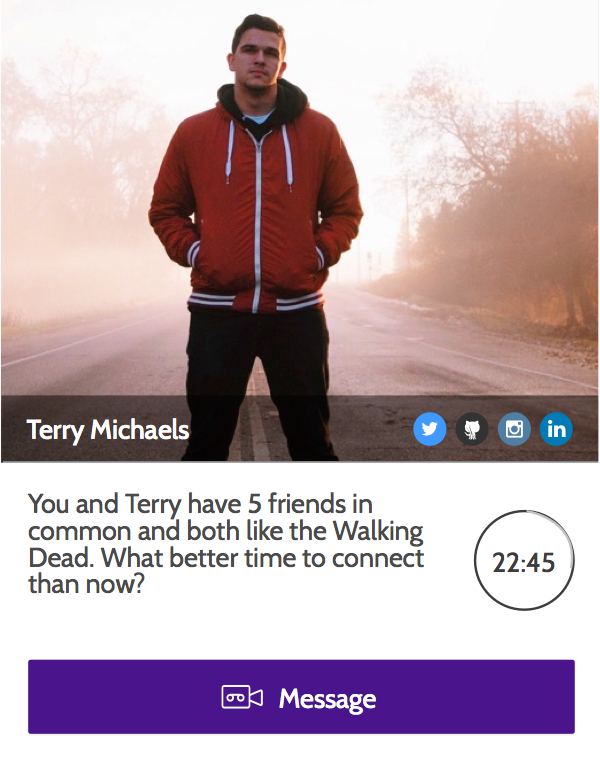 Terry Michaels
in
You and Terry have 5 friends in
common and both like the Walking
Dead. What better time to connect
than now?
22:45
Message